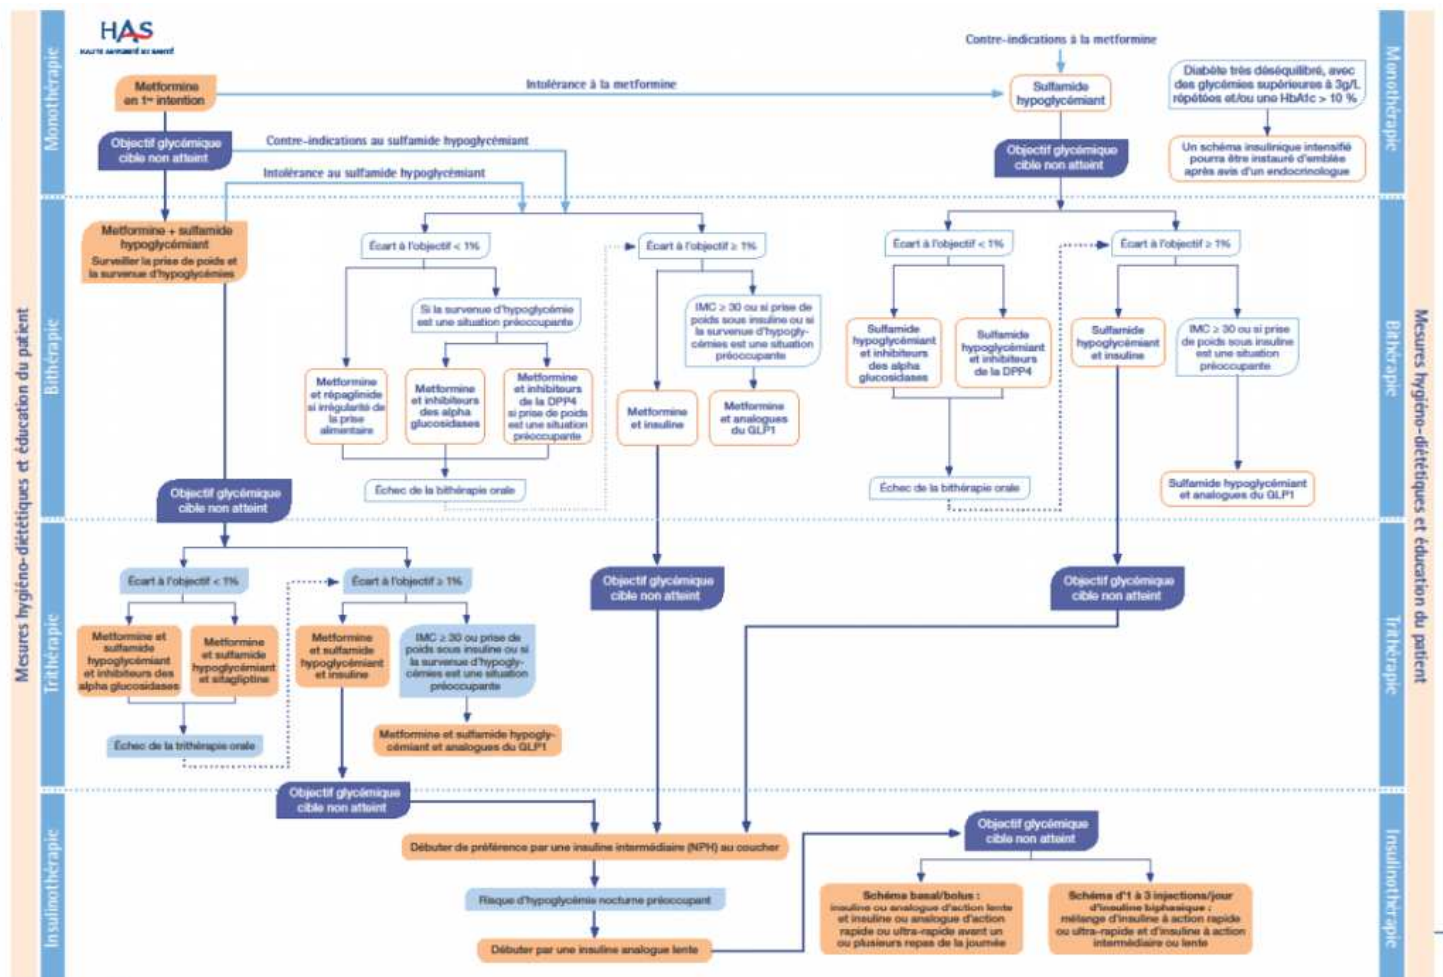 HAS
HAUTE AUTORITÉ DE SANTÉ
Mesures hygiéno-diététiques et éducation du patient
Monothérapie
Metformine
en 1re intention
Intolérance à la metformine
Contre-indications à la metformine
Sulfamide
hypoglycémiant
Diabète très déséquilibré, avec
des glycémies supérieures à 3g/L
répétées et/ou une HbA1c > 10 %
Un schéma insulinique intensifié
pourra être instauré d'emblée
après avis d'un endocrinologue
Objectif glycémique
cible non atteint
Contre-indications au sulfamide hypoglycémiant
Intolérance au sulfamide hypoglycémiant
Objectif glycémique
cible non atteint
Monothérapie
Bithérapie
Metformine + sulfamide
hypoglycémiant
Surveiller la prise de poids et
la survenue d'hypoglycémies
Écart à l'objectif < 1%
Si la survenue d'hypoglycémie
est une situation préoccupante
Metformine
et répaglinide
si irrégularité de
la prise
alimentaire
Metformine
et inhibiteurs
des alpha
glucosidases
Metformine
et inhibiteurs
de la DPP4
si prise de poids
est une situation
préoccupante
Échec de la bithérapie orale
Écart à l'objectif ≥ 1%
IMC ≥ 30 ou si prise de
poids sous insuline ou si
la survenue d'hypogly-
cémies est une situation
préoccupante
Metformine
et insuline
Metformine
et analogues
du GLP1
Écart à l'objectif < 1%
Sulfamide
hypoglycémiant
et inhibiteurs
des alpha
glucosidases
Sulfamide
hypoglycémiant
et inhibiteurs
de la DPP4
Échec de la bithérapie orale
Écart à l'objectif ≥ 1%
Sulfamide
hypoglycémiant
et insuline
IMC ≥ 30 ou si prise
de poids sous insuline
est une situation
préoccupante
Sulfamide hypoglycémiant
et analogues du GLP1
Bithérapie
Objectif glycémique
cible non atteint
Trithérapie
Écart à l'objectif < 1%
Metformine et
sulfamide
hypoglycémiant
et inhibiteurs des
alpha glucosidases
Metformine
et sulfamide
hypoglycémiant
et sitagliptine
Échec de la trithérapie orale
Écart à l'objectif ≥ 1%
Metformine
et sulfamide
hypoglycémiant
et insuline
IMC ≥ 30 ou prise de
poids sous insuline ou si
la survenue d'hypogly-
cémies est une situation
préoccupante
Metformine et sulfamide hypogly-
cémiant et analogues du GLP1
Objectif glycémique
cible non atteint
Objectif glycémique
cible non atteint
Trithérapie
Insulinothérapie
Objectif glycémique
cible non atteint
Débuter de préférence par une insuline intermédiaire (NPH) au coucher
Risque d'hypoglycémie nocturne préoccupant
Débuter par une insuline analogue lente
Objectif glycémique
cible non atteint
Schéma basal/bolus :
insuline ou analogue d'action lente
et insuline ou analogue d'action
rapide ou ultra-rapide avant un
ou plusieurs repas de la journée
Schéma d'1 à 3 injections/jour
d'insuline biphasique :
mélange d'insuline à action rapide
ou ultra-rapide et d'insuline à action
intermédiaire ou lente
Insulinothérapie
Mesures hygiéno-diététiques et éducation du patient